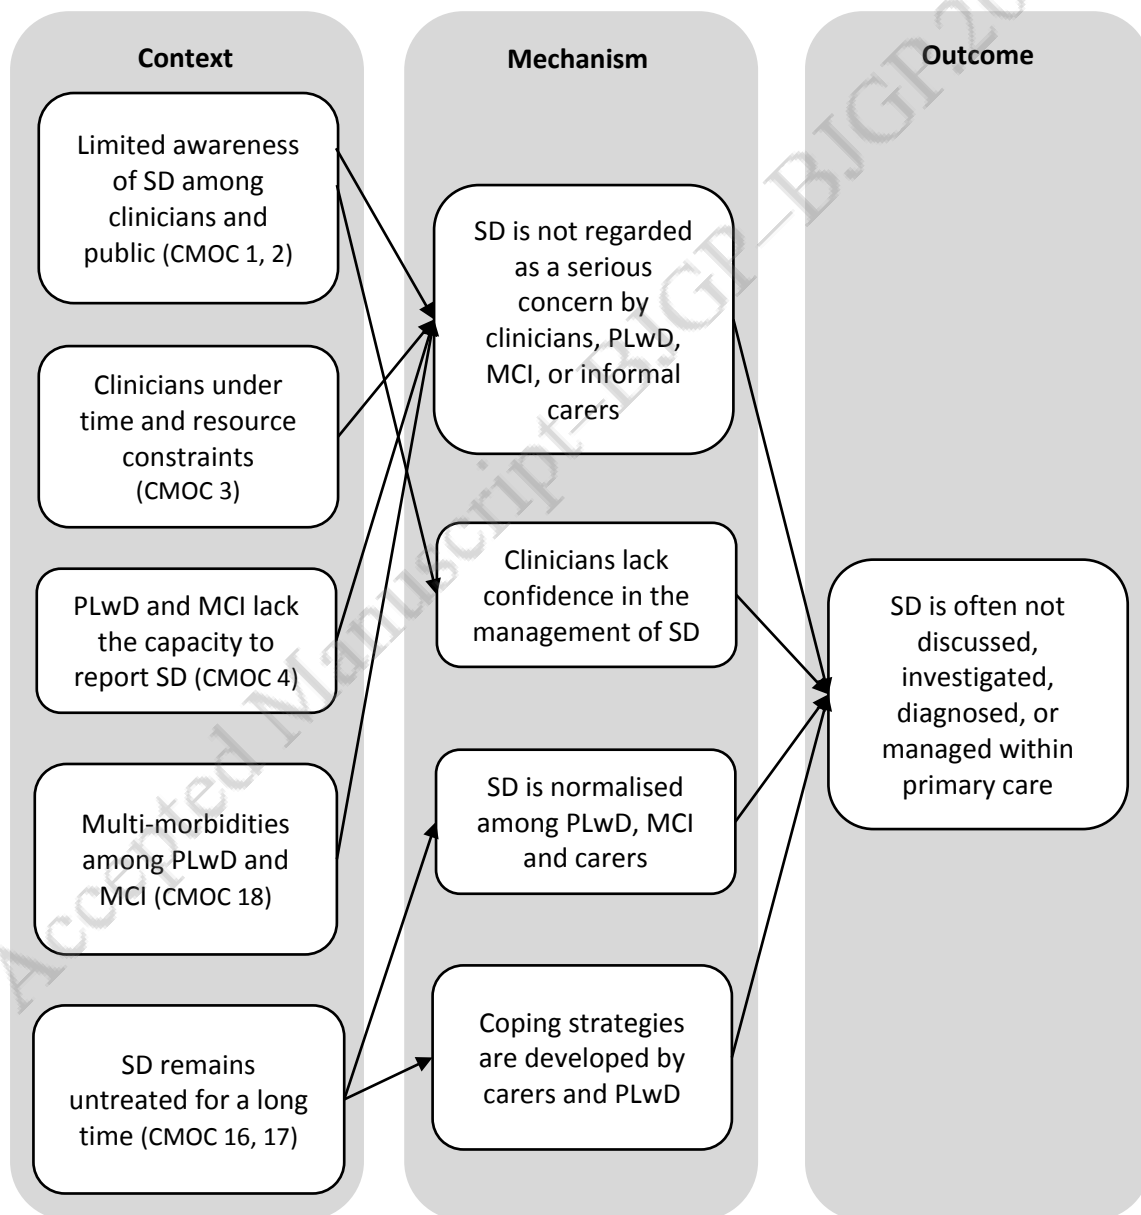 Context
Limited awareness
of SD among
clinicians and
public (CMOC 1, 2)
Clinicians under
time and resource
constraints
(CMOC 3)
PLwD and MCI lack
the capacity to
report SD (CMOC 4)
Multi-morbidities
among PLwD and
MCI (CMOC 18)
SD remains
untreated for a long
time (CMOC 16, 17)
Mechanism
SD is not regarded
as a serious
concern by
clinicians, PLwD,
MCI, or informal
carers
Clinicians lack
confidence in the
management of SD
SD is normalised
among PLwD, MCI
and carers
Coping strategies
are developed by
carers and PLwD
Outcome
SD is often not
discussed,
investigated,
diagnosed, or
managed within
primary care
Accepted Manuscript–BJGP–BJGP.20